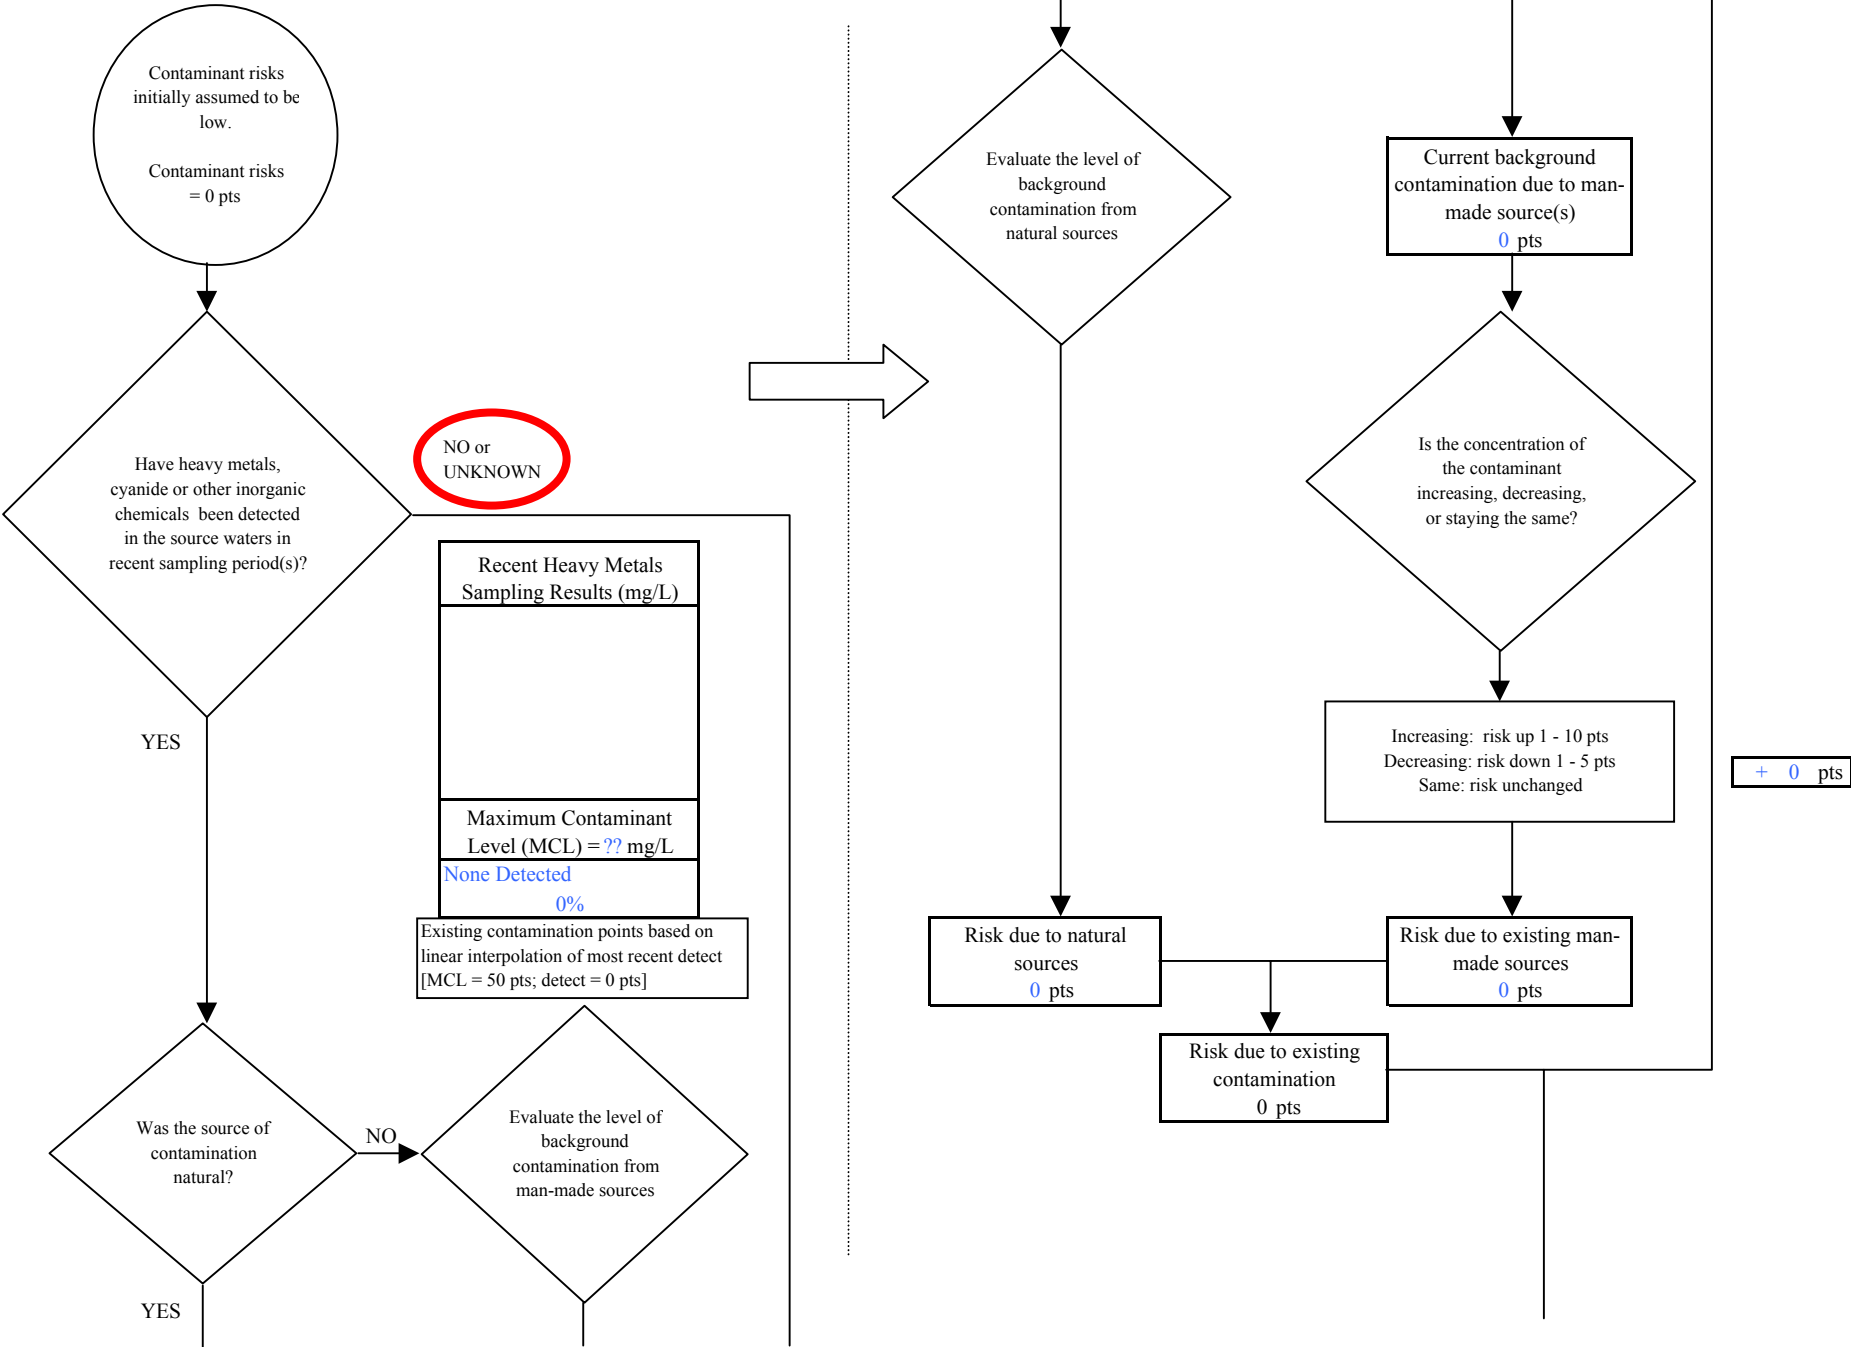 Contaminant risks
initially assumed to be
low.
Contaminant risks
= 0 pts
Have heavy metals,
cyanide or other inorganic
chemicals been detected
in the source waters in
recent sampling period(s)?
NO or
UNKNOWN
YES
Recent Heavy Metals
Sampling Results (mg/L)
Maximum Contaminant
Level (MCL) = ?? mg/L
None Detected
0%
Existing contamination points based on
linear interpolation of most recent detect
[MCL = 50 pts; detect = 0 pts]
Was the source of
contamination
natural?
NO
Evaluate the level of
background
contamination from
man-made sources
YES
Evaluate the level of
background
contamination from
natural sources
Current background
contamination due to man-
made source(s)
0 pts
Is the concentration of
the contaminant
increasing, decreasing,
or staying the same?
Increasing: risk up 1 - 10 pts
Decreasing: risk down 1 - 5 pts
Same: risk unchanged
+ 0 pts
Risk due to natural
sources
0 pts
Risk due to existing man-
made sources
0 pts
Risk due to existing
contamination
0 pts